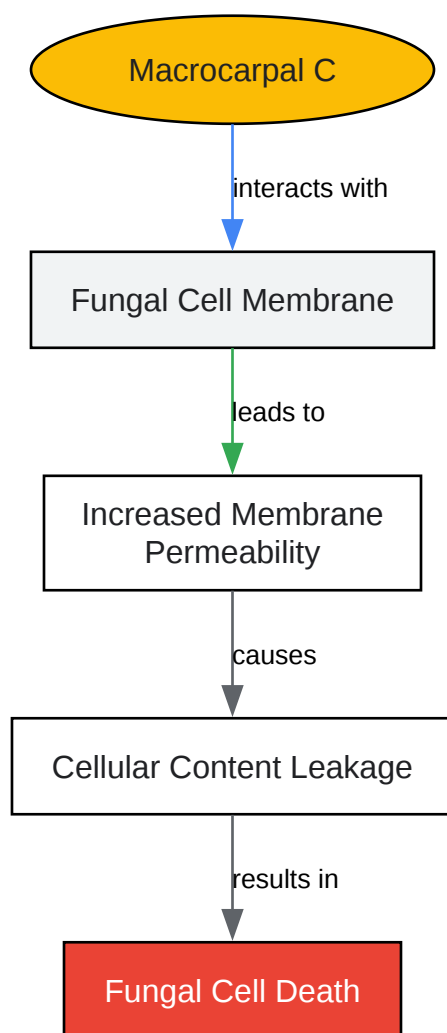 Macrocarpal C
interacts with
Fungal Cell Membrane
leads to
Increased Membrane
Permeability
causes
Cellular Content Leakage
results in
Fungal Cell Death